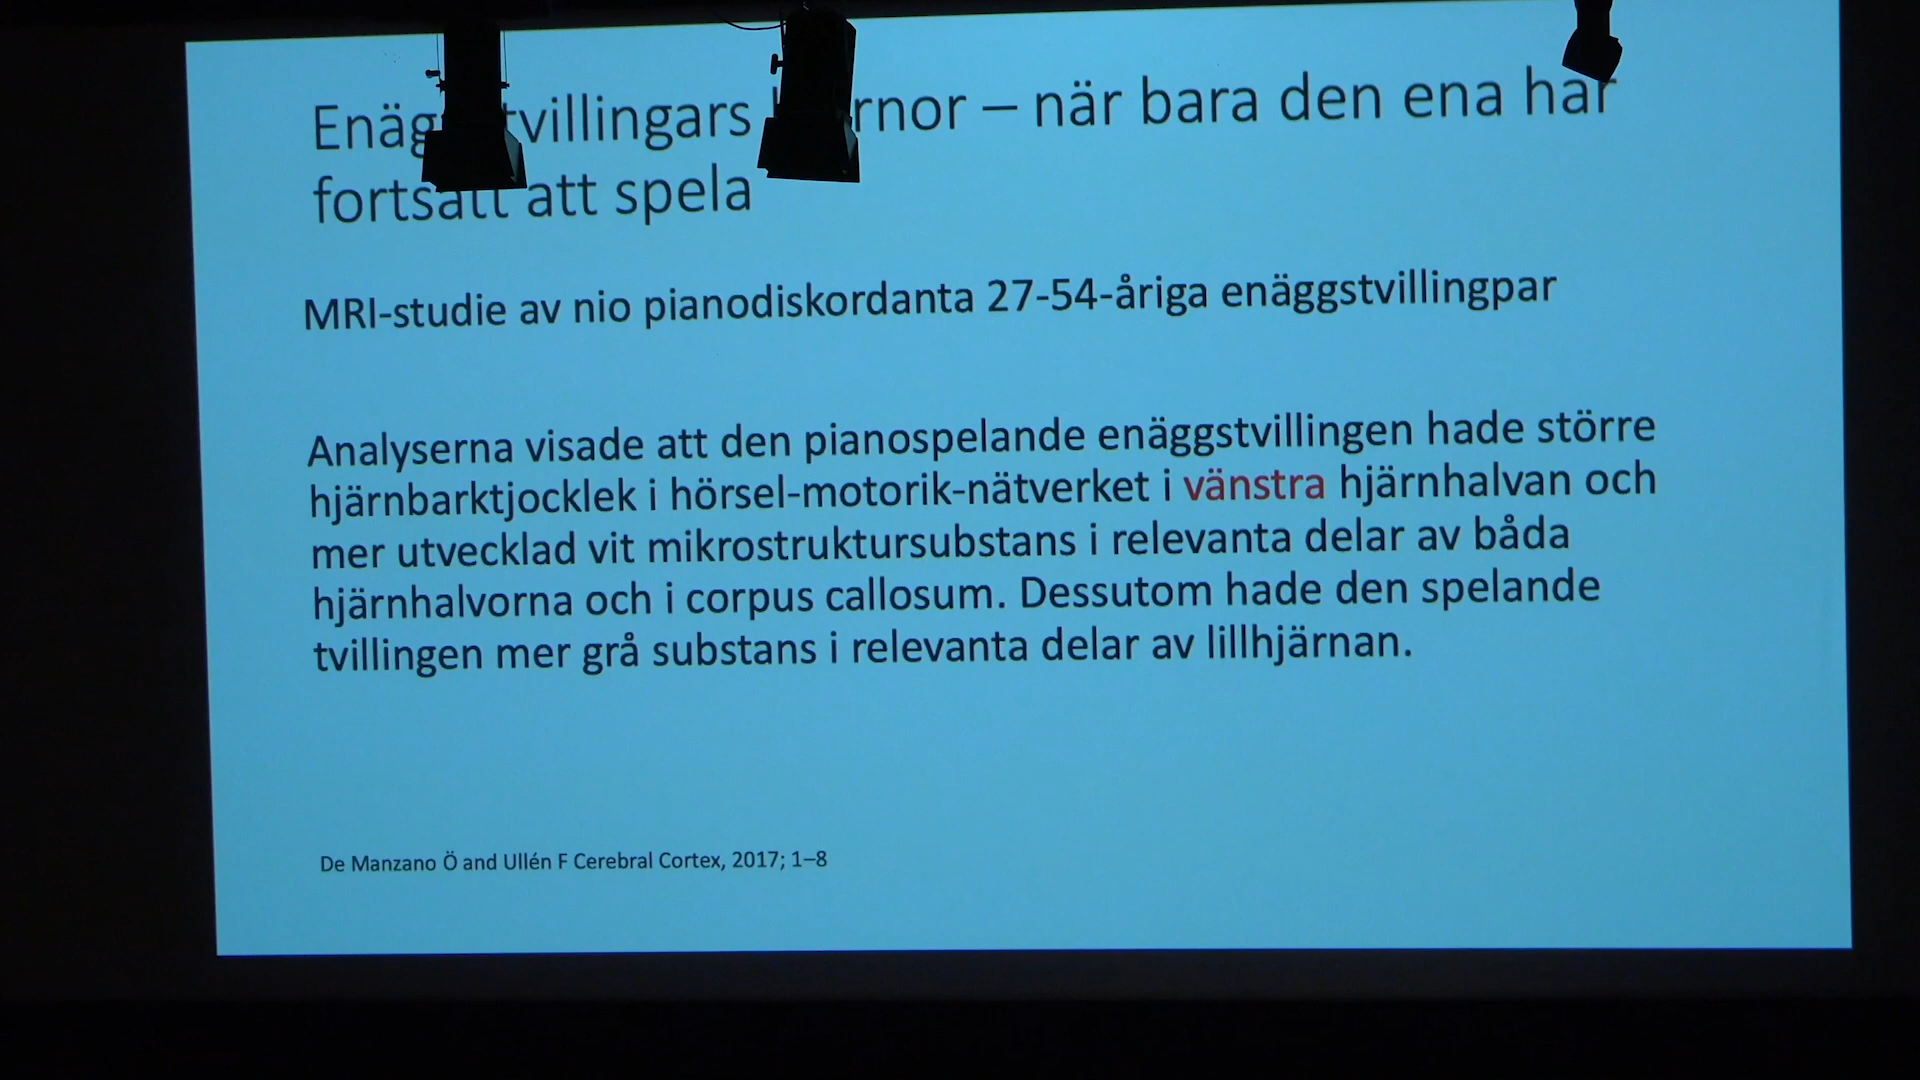 tvillingars rnor – när bara den ena har
fortsatt att spela
MRI-studie av nio pianodiskordanta 27-54-åriga enäggstvillingpar
Analyserna visade att den pianospelande enäggstvillingen hade större
hjärnbarktjocklek i hörsel-motorik-nätverket i vänstra hjärnhalvan och
mer utvecklad vit mikrostruktursubstans i relevanta delar av båda
hjärnhalvorna och i corpus callosum. Dessutom hade den spelande
tvillingen mer grå substans i relevanta delar av lillhjärnan.
De Manzano Ö and Ullén F Cerebral Cortex, 2017; 1–8